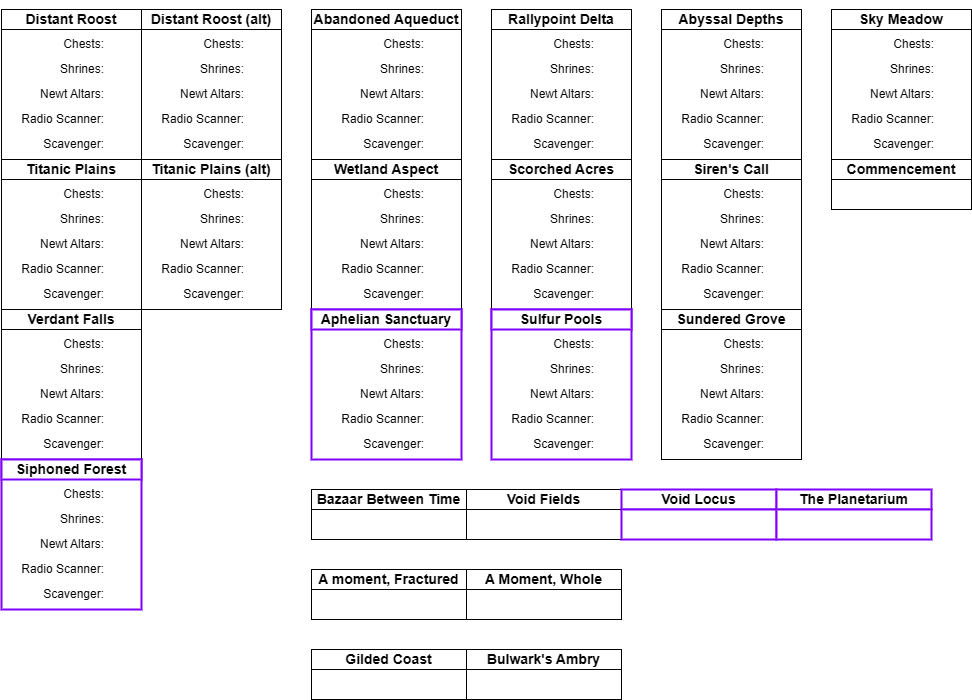 Distant Roost
Chests:
Shrines:
Newt Altars:
Radio Scanner:
Scavenger:
Distant Roost (alt)
Chests:
Shrines:
Newt Altars:
Radio Scanner:
Scavenger:
Titanic Plains
Chests:
Shrines:
Newt Altars:
Radio Scanner:
Scavenger:
Titanic Plains (alt)
Chests:
Shrines:
Newt Altars:
Radio Scanner:
Scavenger:
Verdant Falls
Chests:
Shrines:
Newt Altars:
Radio Scanner:
Scavenger:
Siphoned Forest
Chests:
Shrines:
Newt Altars:
Radio Scanner:
Scavenger:
Abandoned Aqueduct
Chests:
Shrines:
Newt Altars:
Radio Scanner:
Scavenger:
Wetland Aspect
Chests:
Shrines:
Newt Altars:
Radio Scanner:
Scavenger:
Aphelian Sanctuary
Chests:
Shrines:
Newt Altars:
Radio Scanner:
Scavenger:
Rallypoint Delta
Chests:
Shrines:
Newt Altars:
Radio Scanner:
Scavenger:
Scorched Acres
Chests:
Shrines:
Newt Altars:
Radio Scanner:
Scavenger:
Sulfur Pools
Chests:
Shrines:
Newt Altars:
Radio Scanner:
Scavenger:
Abyssal Depths
Chests:
Shrines:
Newt Altars:
Radio Scanner:
Scavenger:
Siren's Call
Chests:
Shrines:
Newt Altars:
Radio Scanner:
Scavenger:
Sundered Grove
Chests:
Shrines:
Newt Altars:
Radio Scanner:
Scavenger:
Sky Meadow
Chests:
Shrines:
Newt Altars:
Radio Scanner:
Scavenger:
Commencement
Bazaar Between Time
Void Fields
Void Locus
The Planetarium
A moment, Fractured
A Moment, Whole
Gilded Coast
Bulwark's Ambry